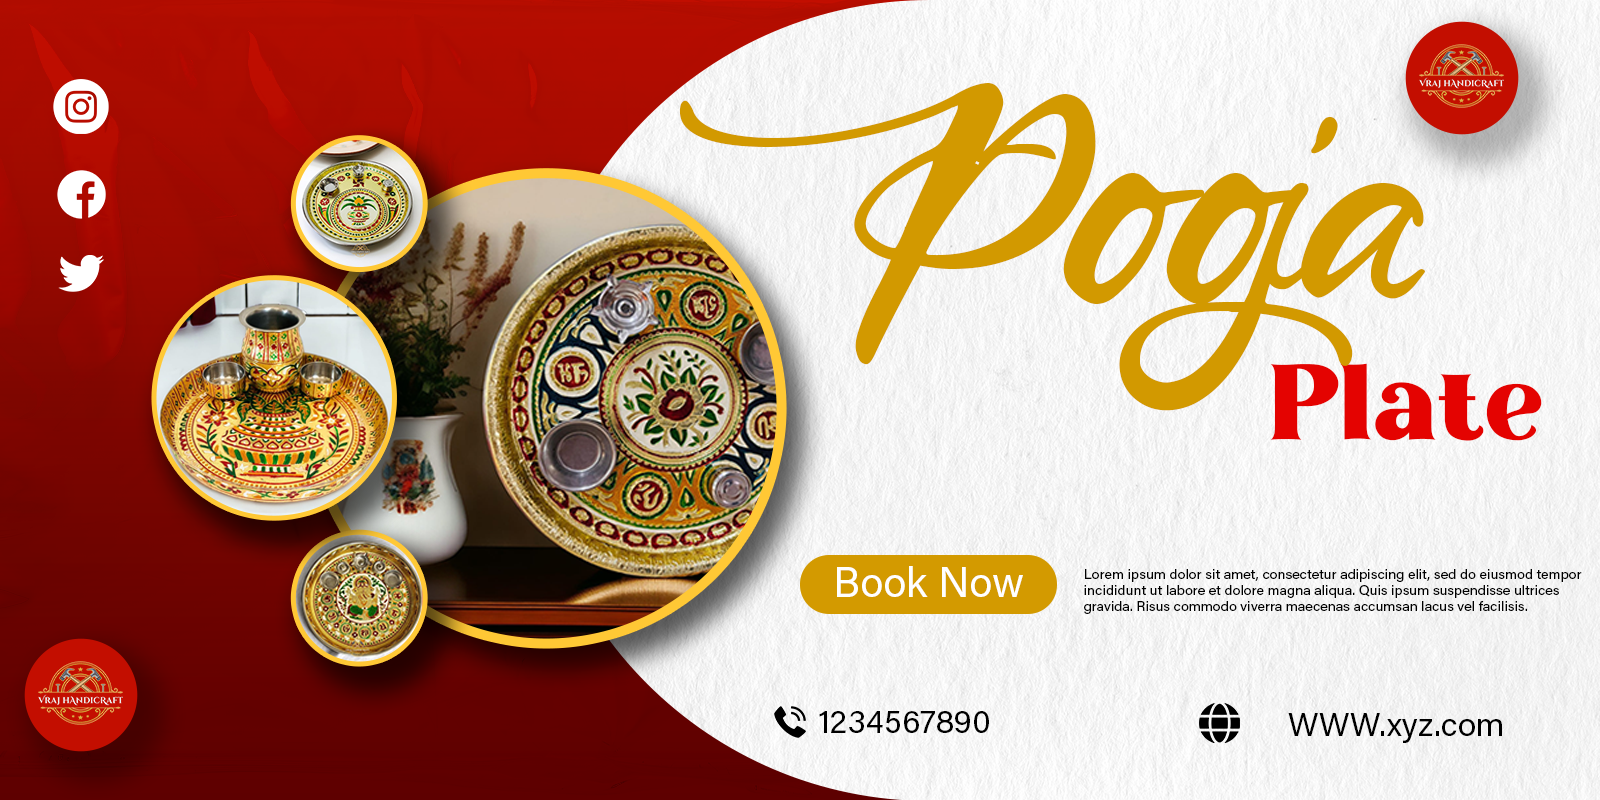 VRAJ HANDICRAFT
Pooja
Plate
Book Now
Lorem ipsum dolor sit amet, consectetur adipiscing elit, sed do eiusmod tempor
incididunt ut labore et dolore magna aliqua. Quis ipsum suspendisse ultrices
gravida. Risus commodo viverra maecenas accumsan lacus vel facilisis.
VRAJ HANDICRAFT
1234567890
WWW.xyz.com